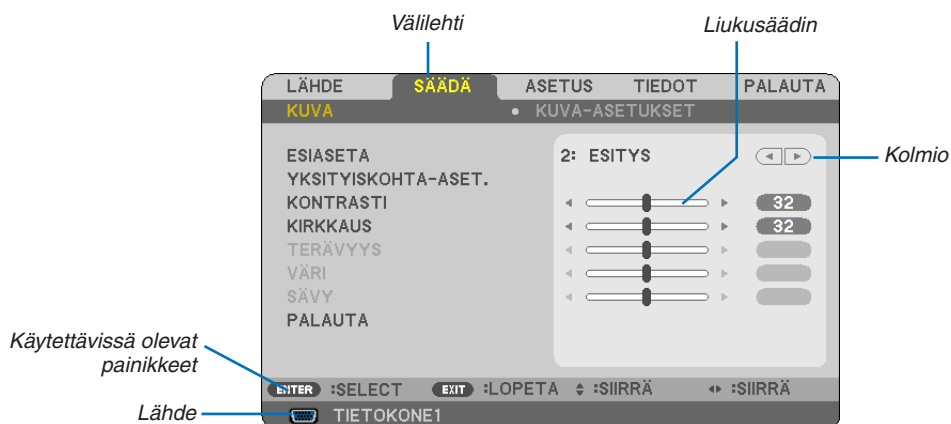 Välilehti
Liukusäädin
LÄHDE SÄÄDÄ ASETUS TIEDOT PALAUTA
KUVA • KUVA-ASETUKSET
ESIASETA 2: ESITYS
Kolmio
YKSITYISKOHTA-ASET.
KONTRASTI 32
KIRKKAUS 32
TERÄVYYS
VÄRI
SÄVY
PALAUTA
Käytettävissä olevat
painikkeet
ENTER :SELECT EXIT :LOPETA :SIIRRÄ :SIIRRÄ
Lähde
TIETOKONE1